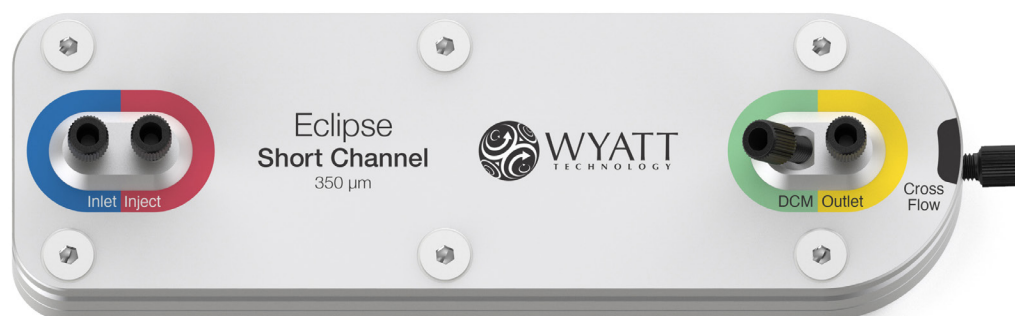 Inlet Inject
Eclipse
Short Channel
350 µm
WYATT
TECHNOLOGY
DCM Outlet
Cross
Flow